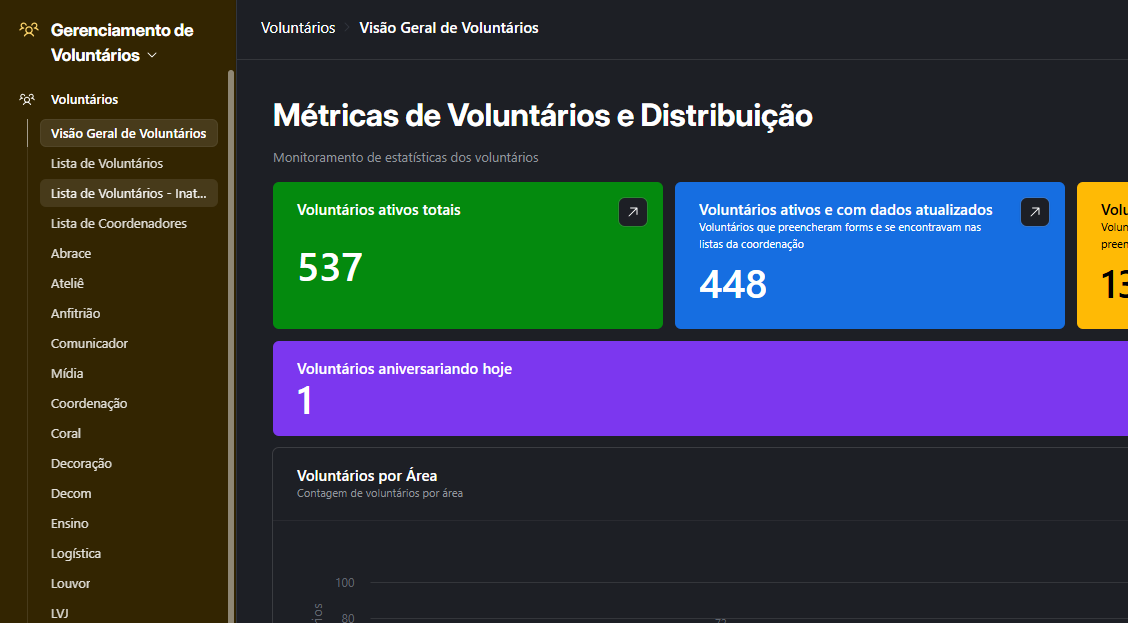 Gerenciamento de
Voluntários
Voluntários
Visão Geral de Voluntários
Lista de Voluntários
Lista de Voluntários - Inat...
Lista de Coordenadores
Abrace
Ateliê
Anfitrião
Comunicador
Mídia
Coordenação
Coral
Decoração
Decom
Ensino
Logística
Louvor
LVJ
Voluntários
Visão Geral de Voluntários
Métricas de Voluntários e Distribuição
Monitoramento de estatísticas dos voluntários
Voluntários ativos totais
537
Voluntários ativos e com dados atualizados
Voluntários que preencheram forms e se encontravam nas
listas da coordenação
448
Voluntários aniversariando hoje
1
Voluntários por Área
Contagem de voluntários por área
100
80